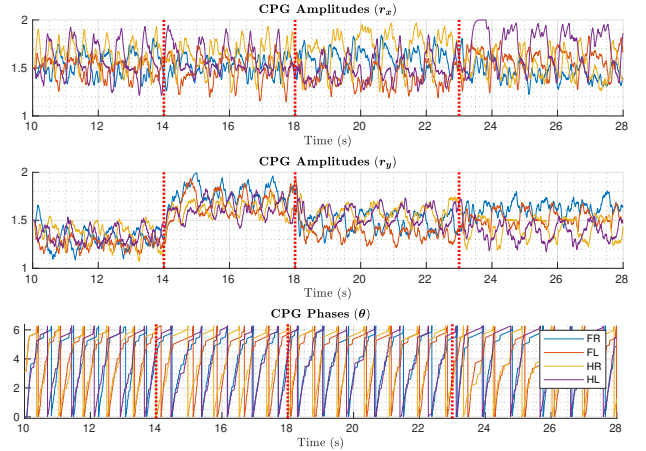 CPG Amplitudes (r_x)
2
1.5
1
10 12 14 16 18 20 22 24 26 28
Time (s)
CPG Amplitudes (r_y)
2
1.5
1
10 12 14 16 18 20 22 24 26 28
Time (s)
CPG Phases (θ)
6
4
2
0
FR
FL
HR
HL
10 12 14 16 18 20 22 24 26 28
Time (s)